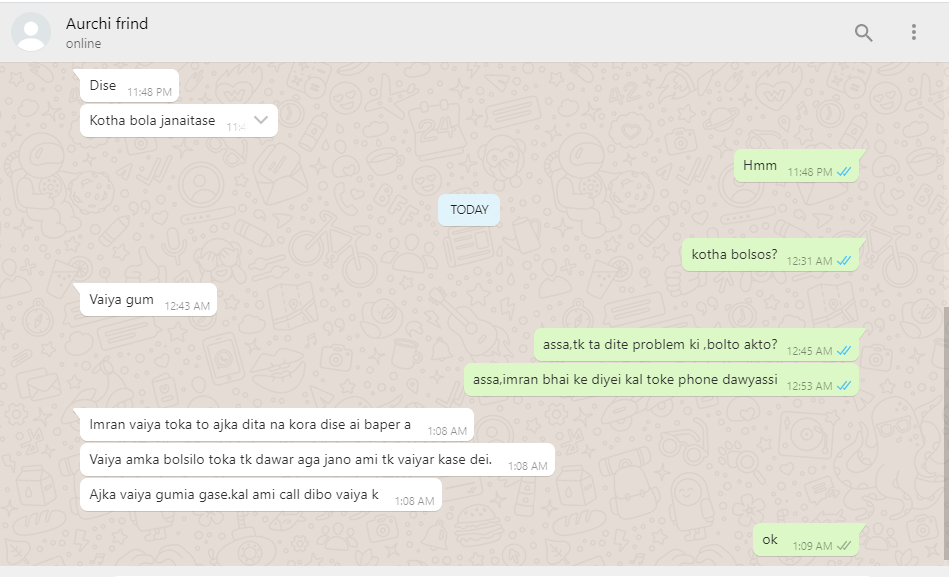 Aurchi frind
online
Dise 11:48 PM
Kotha bola janaitase
Hmm 11:48 PM
TODAY
kotha bolsos? 12:31 AM
Vaiya gum 12:43 AM
assa,tk ta dite problem ki ,bolto akto? 12:45 AM
assa,imran bhai ke diyei kal toke phone dawyassi 12:53 AM
Imran vaiya toka to ajka dita na kora dise ai baper a 1:08 AM
Vaiya amka bolsilo toka tk dawar aga jano ami tk vaiyar kase dei. 1:08 AM
Ajka vaiya gumia gase.kal ami call dibo vaiya k 1:08 AM
ok 1:09 AM